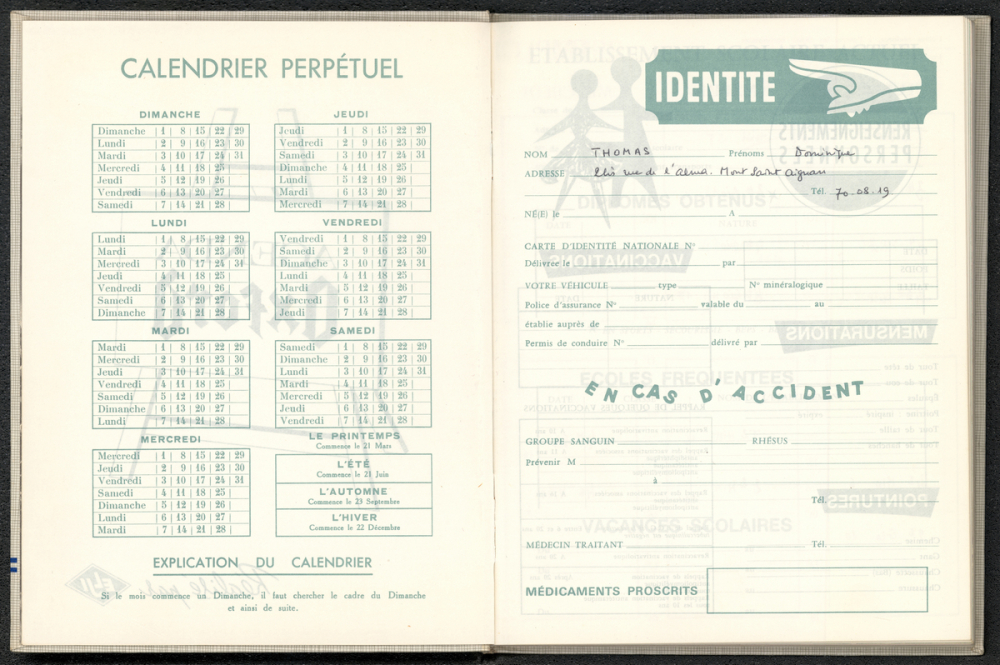 CALENDRIER PERPÉTUEL
DIMANCHE
Dimanche | 1 | 8 | 15 | 22 | 29
Lundi | 2 | 9 | 16 | 23 | 30
Mardi | 3 | 10 | 17 | 24 | 31
Mercredi | 4 | 11 | 18 | 25 |
Jeudi | 5 | 12 | 19 | 26 |
Vendredi | 6 | 13 | 20 | 27 |
Samedi | 7 | 14 | 21 | 28 |
LUNDI
Lundi | 1 | 8 | 15 | 22 | 29
Mardi | 2 | 9 | 16 | 23 | 30
Mercredi | 3 | 10 | 17 | 24 | 31
Jeudi | 4 | 11 | 18 | 25 |
Vendredi | 5 | 12 | 19 | 26 |
Samedi | 6 | 13 | 20 | 27 |
Dimanche | 7 | 14 | 21 | 28 |
MARDI
Mardi | 1 | 8 | 15 | 22 | 29
Mercredi | 2 | 9 | 16 | 23 | 30
Jeudi | 3 | 10 | 17 | 24 | 31
Vendredi | 4 | 11 | 18 | 25 |
Samedi | 5 | 12 | 19 | 26 |
Dimanche | 6 | 13 | 20 | 27 |
Lundi | 7 | 14 | 21 | 28 |
MERCREDI
Mercredi | 1 | 8 | 15 | 22 | 29
Jeudi | 2 | 9 | 16 | 23 | 30
Vendredi | 3 | 10 | 17 | 24 | 31
Samedi | 4 | 11 | 18 | 25 |
Dimanche | 5 | 12 | 19 | 26 |
Lundi | 6 | 13 | 20 | 27 |
Mardi | 7 | 14 | 21 | 28 |
JEUDI
Jeudi | 1 | 8 | 15 | 22 | 29
Vendredi | 2 | 9 | 16 | 23 | 30
Samedi | 3 | 10 | 17 | 24 | 31
Dimanche | 4 | 11 | 18 | 25 |
Lundi | 5 | 12 | 19 | 26 |
Mardi | 6 | 13 | 20 | 27 |
Mercredi | 7 | 14 | 21 | 28 |
VENDREDI
Vendredi | 1 | 8 | 15 | 22 | 29
Samedi | 2 | 9 | 16 | 23 | 30
Dimanche | 3 | 10 | 17 | 24 | 31
Lundi | 4 | 11 | 18 | 25 |
Mardi | 5 | 12 | 19 | 26 |
Mercredi | 6 | 13 | 20 | 27 |
Jeudi | 7 | 14 | 21 | 28 |
SAMEDI
Samedi | 1 | 8 | 15 | 22 | 29
Dimanche | 2 | 9 | 16 | 23 | 30
Lundi | 3 | 10 | 17 | 24 | 31
Mardi | 4 | 11 | 18 | 25 |
Mercredi | 5 | 12 | 19 | 26 |
Jeudi | 6 | 13 | 20 | 27 |
Vendredi | 7 | 14 | 21 | 28 |
LE PRINTEMPS
Commence le 21 Mars
L'ÉTÉ
Commence le 21 Juin
L'AUTOMNE
Commence le 23 Septembre
L'HIVER
Commence le 22 Décembre
EXPLICATION DU CALENDRIER
Si le mois commence un Dimanche, il faut chercher le cadre du Dimanche
et ainsi de suite.
IDENTITE
NOM THOMAS Prénoms Dominique
ADRESSE rue de l'Alma. Mont Saint Aignan
Tél. 70.08.19
NÉ(E) le A
CARTE D'IDENTITÉ NATIONALE N°
Délivrée le par
VOTRE VÉHICULE type N° minéralogique
Police d'assurance N° valable du au
établie auprès de
Permis de conduire N° délivré par
EN CAS D'ACCIDENT
GROUPE SANGUIN RHÉSUS
Prévenir M
à
Tél.
MÉDECIN TRAITANT Tél.
MÉDICAMENTS PROSCRITS